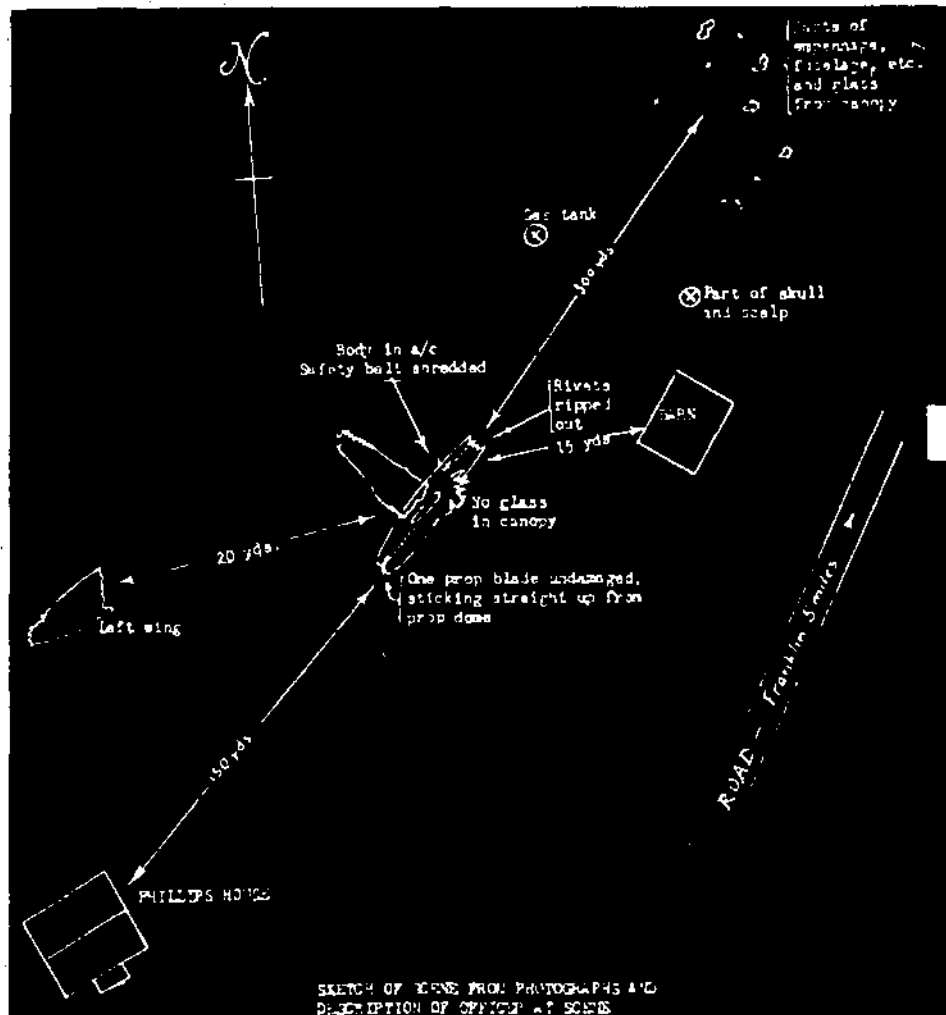 N
Parts of
empennage,
fuselage, etc.
and glass
from canopy
Gas tank
300 yds
Part of skull
and scalp
Body in a/c
Safety belt shredded
Rivets
ripped
out
BARN
15 yds
No glass
in canopy
20 yds.
One prop blade undamaged,
sticking straight up from
prop dome
Left wing
ROAD - Franklin 3 miles
150 yds
PHILLIPS HOUSE
SKETCH OF SCENE FROM PHOTOGRAPHS AND
DESCRIPTION OF OFFICER AT SCENE